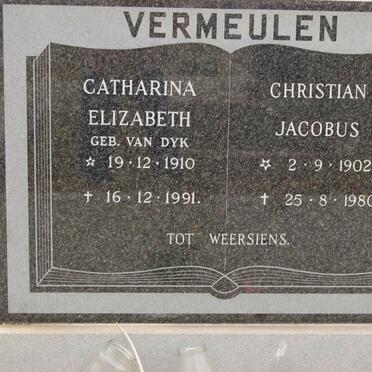 VERMEULEN
CATHARINA
ELIZABETH
GEB. VAN DYK
☆ 19·12·1910
† 16·12·1991.
CHRISTIAN
JACOBUS
☆ 2·9·1902
† 25·8·1980
TOT WEERSIENS.